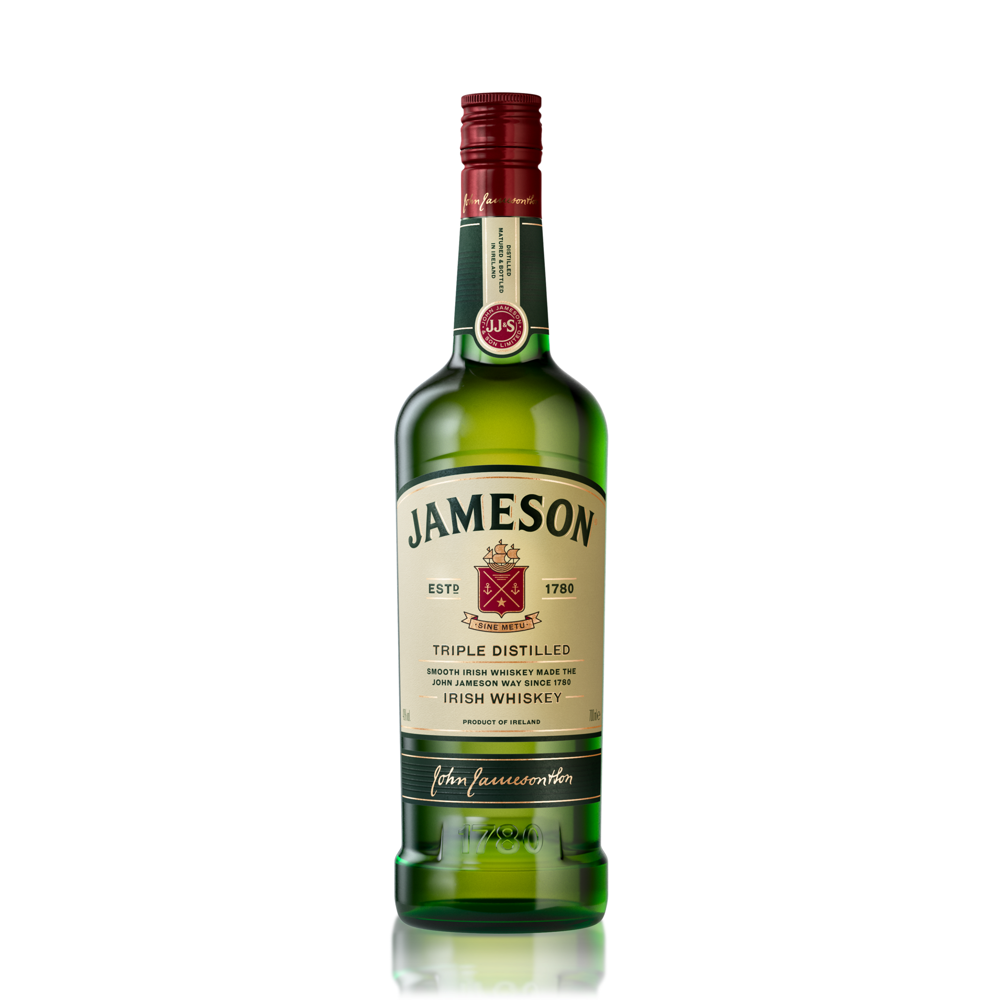 John Jameson & So
DISTILLED
MATURED & BOTTLED
IN IRELAND
JOHN JAMESON
JJ&S
& SON LIMITED
JAMESON
ESTD 1780
SINE METU
TRIPLE DISTILLED
SMOOTH IRISH WHISKEY MADE THE
JOHN JAMESON WAY SINCE 1780
IRISH WHISKEY
40% vol. 700 ml e
PRODUCT OF IRELAND
John Jameson & Son
1780